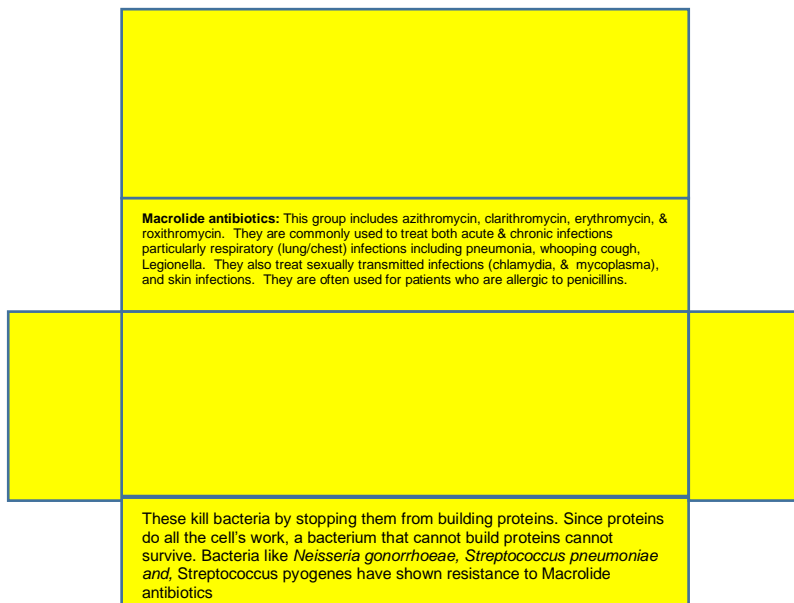 Macrolide antibiotics: This group includes azithromycin, clarithromycin, erythromycin, &
roxithromycin.  They are commonly used to treat both acute & chronic infections
particularly respiratory (lung/chest) infections including pneumonia, whooping cough,
Legionella.  They also treat sexually transmitted infections (chlamydia, &  mycoplasma),
and skin infections.  They are often used for patients who are allergic to penicillins.
These kill bacteria by stopping them from building proteins. Since proteins
do all the cell’s work, a bacterium that cannot build proteins cannot
survive. Bacteria like Neisseria gonorrhoeae, Streptococcus pneumoniae
and, Streptococcus pyogenes have shown resistance to Macrolide
antibiotics